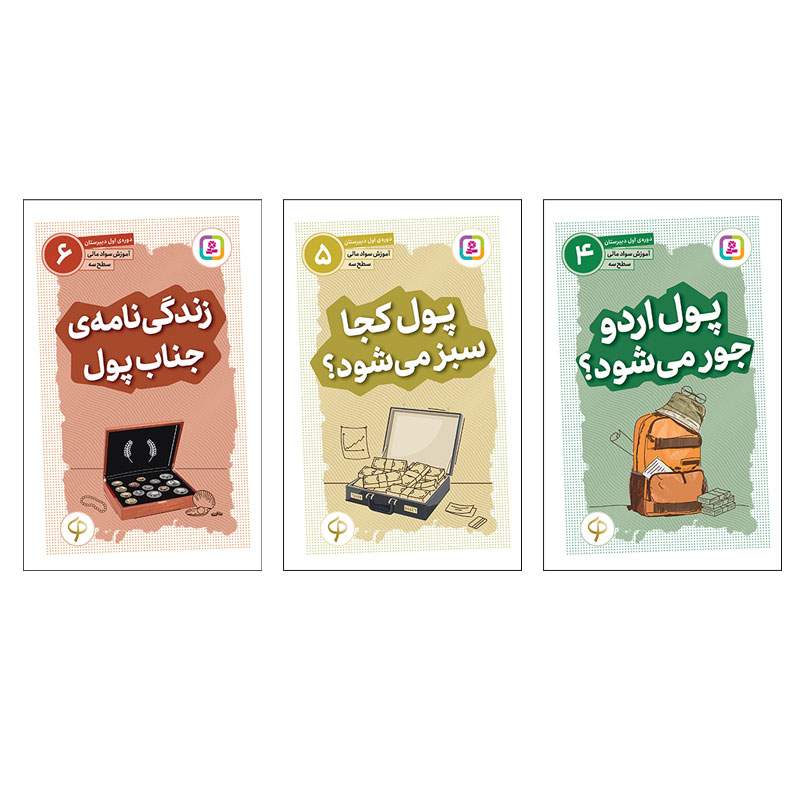 ۴
دوره‌ی اول دبیرستان
آموزش سواد مالی
سطح سه
پول اردو
جور می‌شود؟
۵
دوره‌ی اول دبیرستان
آموزش سواد مالی
سطح سه
پول کجا
سبز می‌شود؟
۶
دوره‌ی اول دبیرستان
آموزش سواد مالی
سطح سه
زندگی‌نامه‌ی
جناب پول